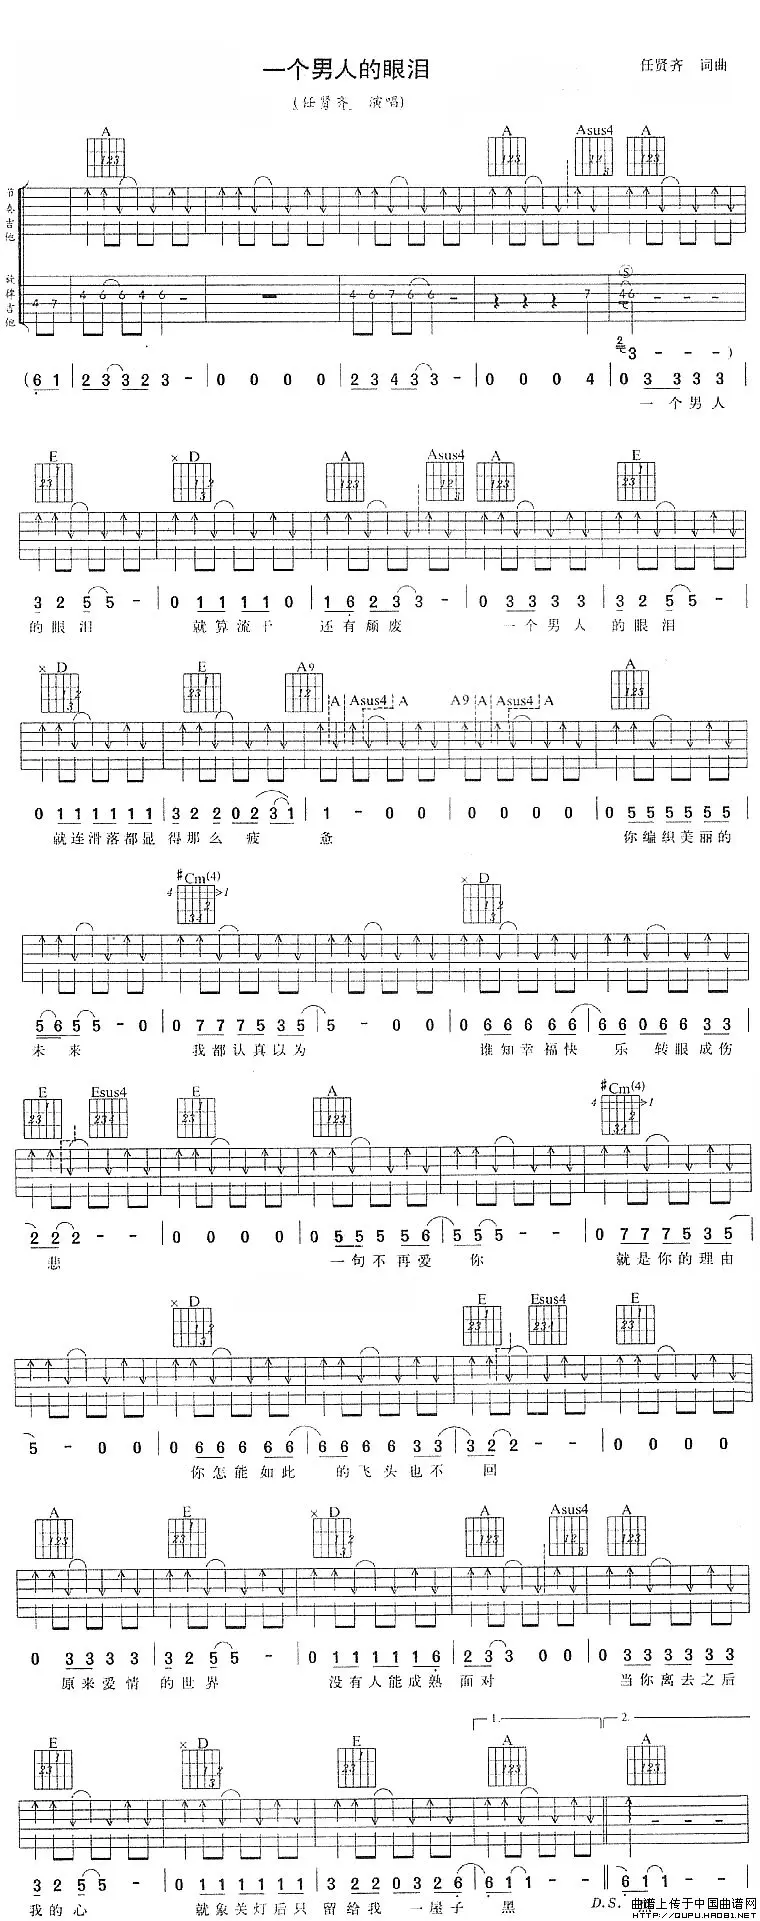 一个男人的眼泪
任贤齐 词曲
(任贤齐 演唱)
A A Asus4 A
节奏吉他
旋律吉他
4 7 4 6 6 4 6 - 4 6 7 6 6 - 7 4 6 - - -
2 3 - - - )
(6 1 | 2 3 3 2 3 - | 0 0 0 0 | 2 3 4 3 3 - | 0 0 0 4 | 0 3 3 3 3
一个男人
E × D A Asus4 A E
3 2 5 5 - | 0 1 1 1 1 0 | 1 6 2 3 3 - | 0 3 3 3 3 | 3 2 5 5 - |
的眼泪 就算流干 还有颓废 一个男人 的眼泪
× D E A9 A Asus4 A A9 A Asus4 A A
0 1 1 1 1 1 1 | 3 2 2 0 2 3 1 | 1 - 0 0 | 0 0 0 0 | 0 5 5 5 5 5 5
就连滑落都显 得那么 疲 惫 你编织美丽的
#Cm(4) × D
5 6 5 5 - 0 | 0 7 7 7 5 3 5 | 5 - 0 0 | 0 6 6 6 6 6 | 6 6 0 6 6 3 3
未来 我都认真以为 谁知幸福快 乐 转眼成伤
E Esus4 E A #Cm(4)
2 2 2 - - | 0 0 0 0 | 0 5 5 5 5 6 | 5 5 5 - - | 0 7 7 7 5 3 5
悲 一句不再爱 你 就是你的理由
× D E Esus4 E
5 - 0 0 | 0 6 6 6 6 6 | 6 6 6 6 3 3 | 3 2 2 - - | 0 0 0 0 |
你怎能如此 的飞头也不 回
A E × D A Asus4 A
0 3 3 3 3 | 3 2 5 5 - | 0 1 1 1 1 1 6 | 2 3 3 0 0 | 0 3 3 3 3 3 3
原来爱情 的世界 没有人能成熟 面对 当你离去之后
1. 2.
E × D E A A
3 2 5 5 - | 0 1 1 1 1 1 1 | 3 2 2 0 3 2 6 | 6 1 1 - - | 6 1 1 - -
我的心 就象关灯后只 留给我 一屋子 黑 D.S. 黑
曲谱上传于中国曲谱网
HTTP://QUPU.YAO81.NET